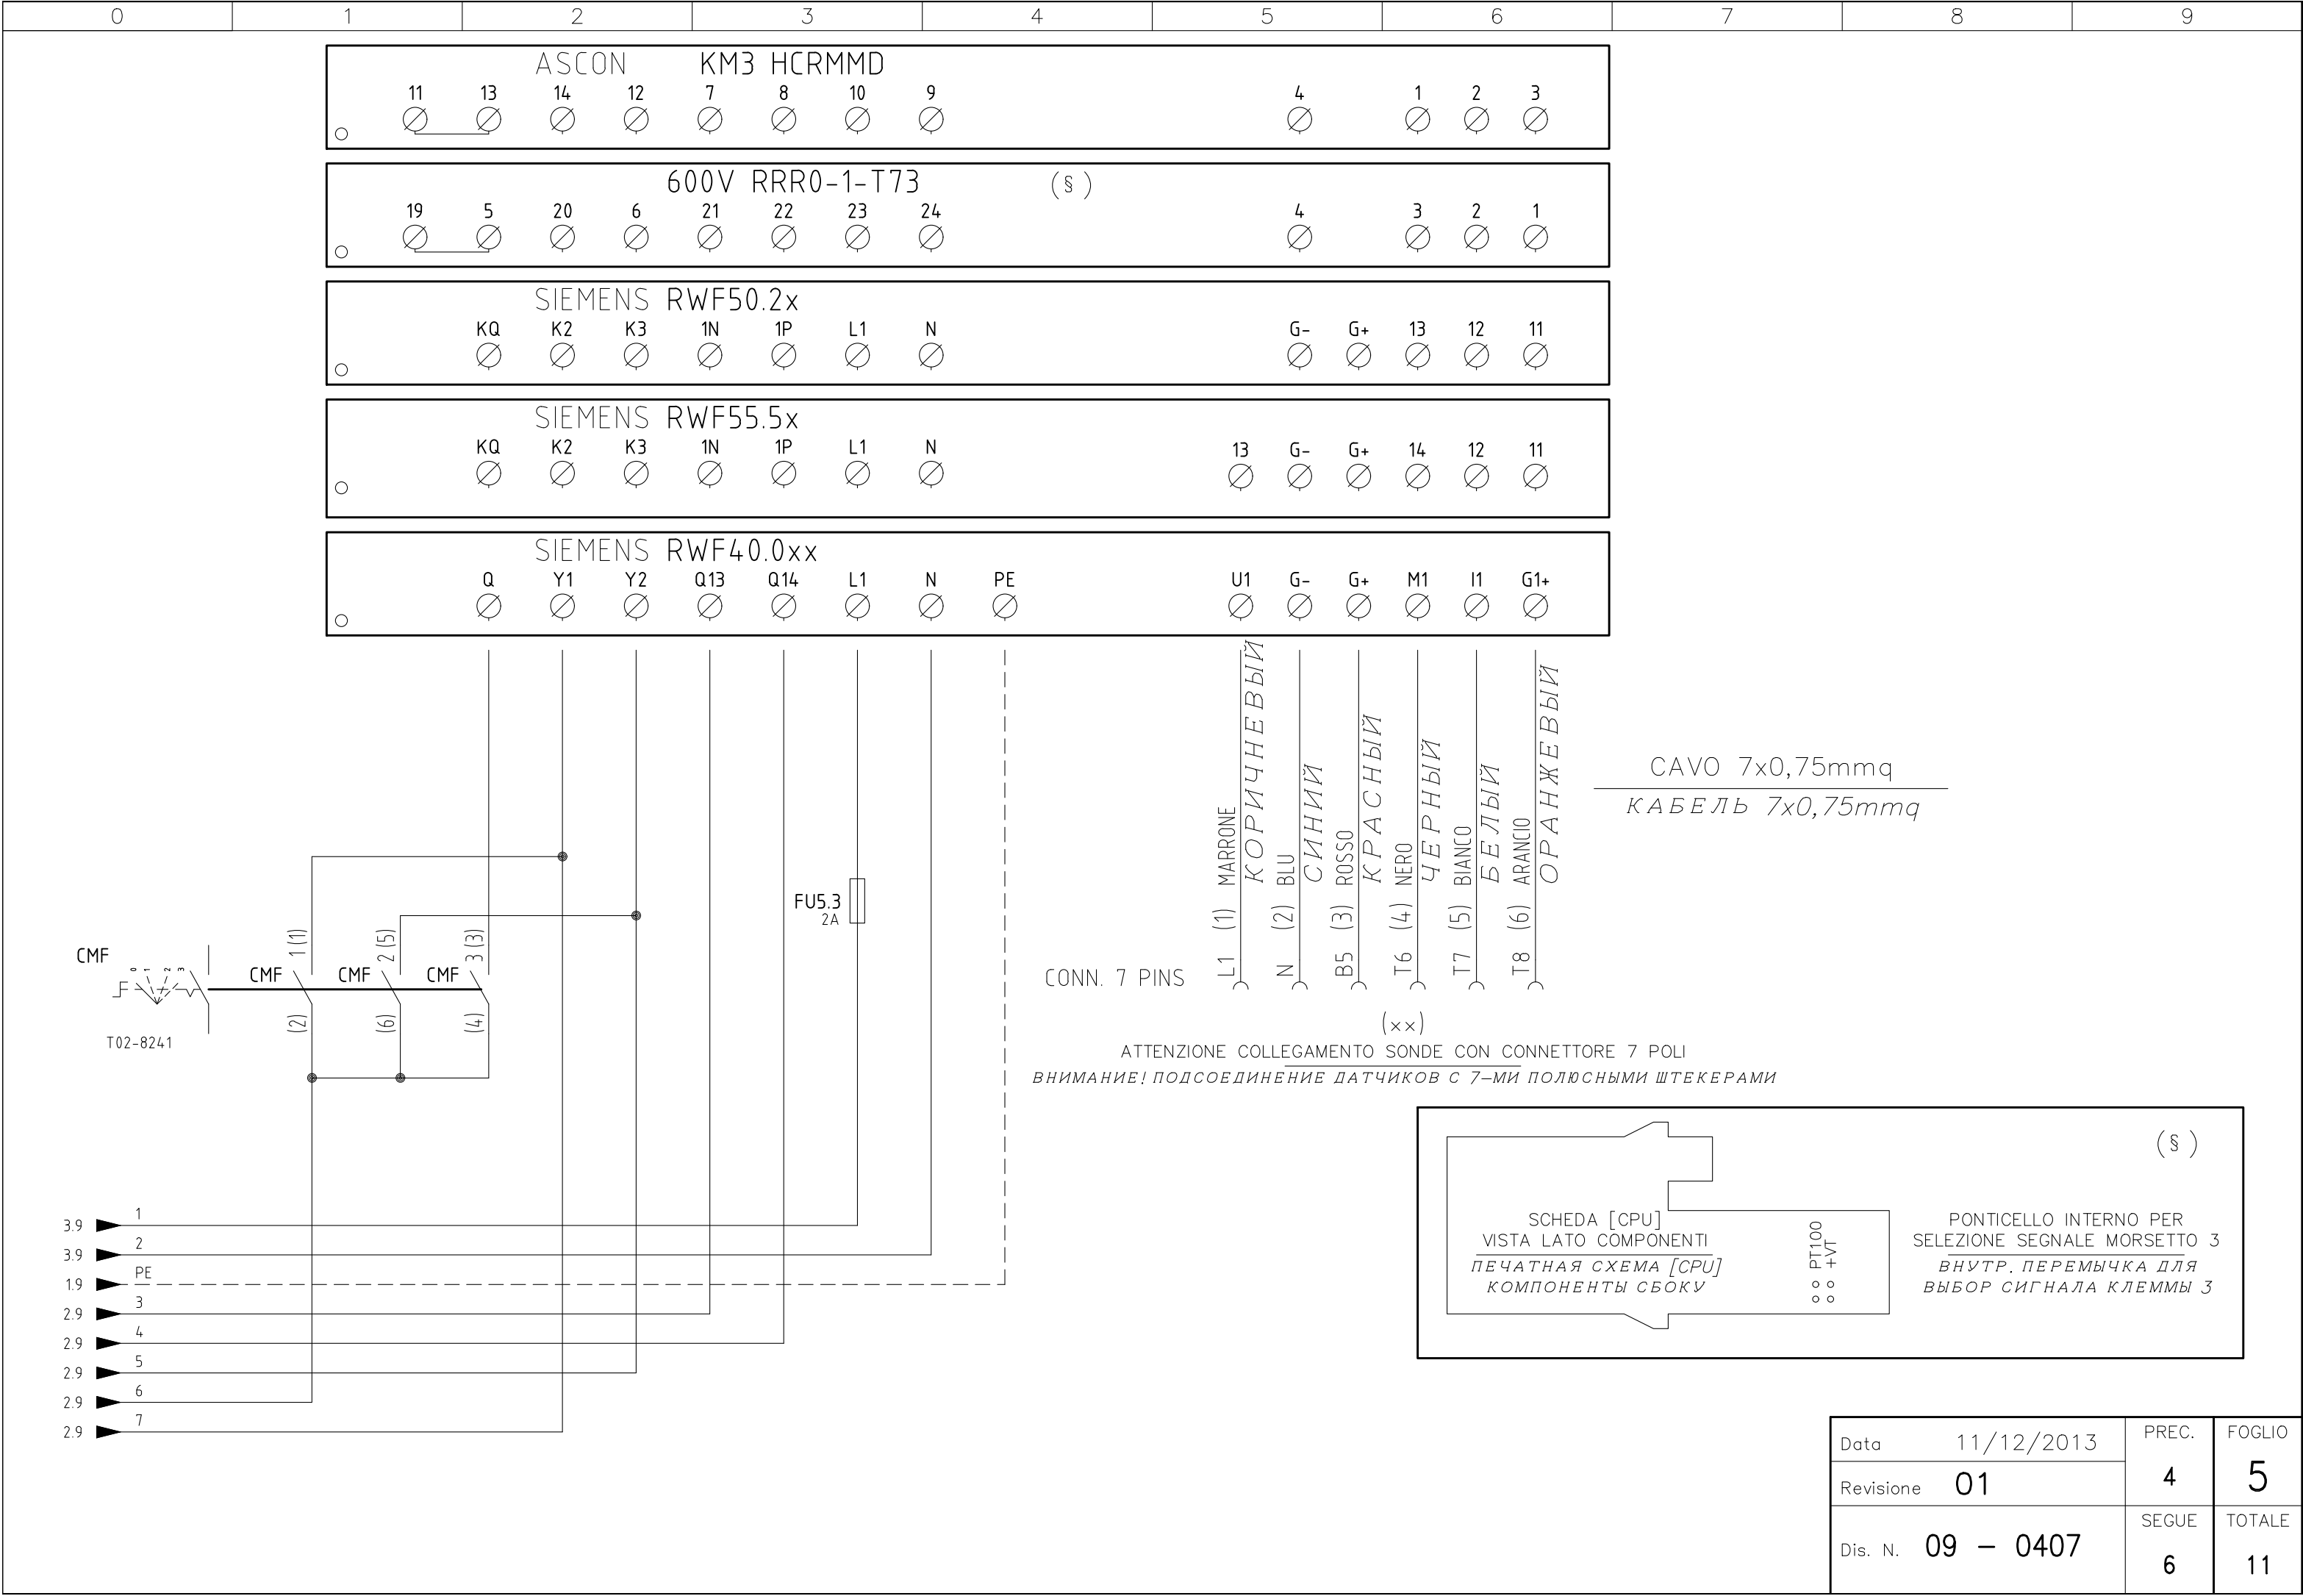 0 1 2 3 4 5 6 7 8 9
ASCON KM3 HCRMMD
11 13 14 12 7 8 10 9 4 1 2 3
600V RRR0-1-T73 (§)
19 5 20 6 21 22 23 24 4 3 2 1
SIEMENS RWF50.2x
KQ K2 K3 1N 1P L1 N G- G+ 13 12 11
SIEMENS RWF55.5x
KQ K2 K3 1N 1P L1 N 13 G- G+ 14 12 11
SIEMENS RWF40.0xx
Q Y1 Y2 Q13 Q14 L1 N PE U1 G- G+ M1 I1 G1+
L1 (1) MARRONE
КОРИЧНЕВЫЙ
N (2) BLU
СИНИЙ
B5 (3) ROSSO
КРАСНЫЙ
T6 (4) NERO
ЧЕРНЫЙ
T7 (5) BIANCO
БЕЛЫЙ
T8 (6) ARANCIO
ОРАНЖЕВЫЙ
CAVO 7x0,75mmq
КАБЕЛЬ 7x0,75mmq
FU5.3
2A
CMF
0 1 2 3
T02-8241
CMF 1 (1)
(2)
CMF 2 (5)
(6)
CMF 3 (3)
(4)
CONN. 7 PINS
(xx)
ATTENZIONE COLLEGAMENTO SONDE CON CONNETTORE 7 POLI
ВНИМАНИЕ! ПОДСОЕДИНЕНИЕ ДАТЧИКОВ С 7-МИ ПОЛЮСНЫМИ ШТЕКЕРАМИ
3.9 1
3.9 2
1.9 PE
2.9 3
2.9 4
2.9 5
2.9 6
2.9 7
(§)
SCHEDA [CPU]
VISTA LATO COMPONENTI
ПЕЧАТНАЯ СХЕМА [CPU]
КОМПОНЕНТЫ СБОКУ
PT100
+VT
PONTICELLO INTERNO PER
SELEZIONE SEGNALE MORSETTO 3
ВНУТР. ПЕРЕМЫЧКА ДЛЯ
ВЫБОР СИГНАЛА КЛЕММЫ 3
Data 11/12/2013
Revisione 01
Dis. N. 09 - 0407
PREC.
4
FOGLIO
5
SEGUE
6
TOTALE
11